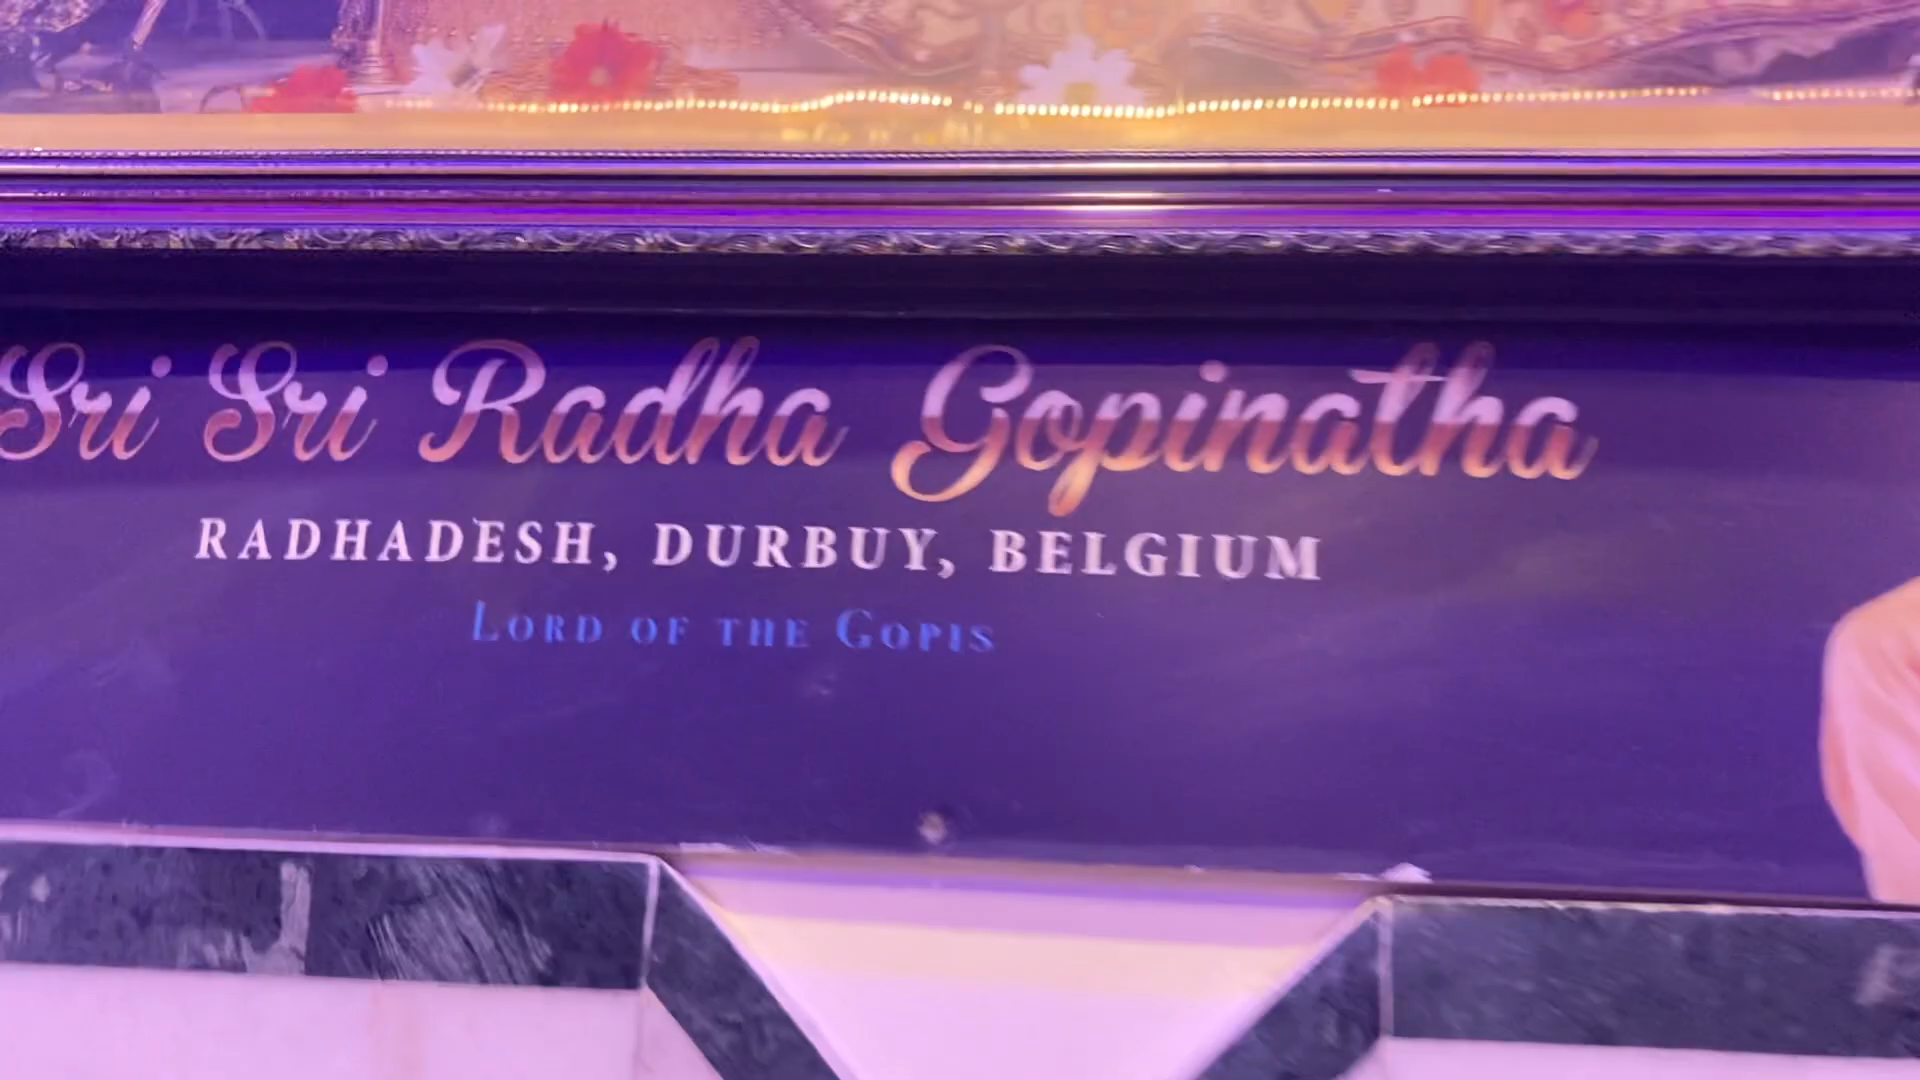 Sri Sri Radha Gopinatha
RADHADESH, DURBUY, BELGIUM
LORD OF THE GOPIS